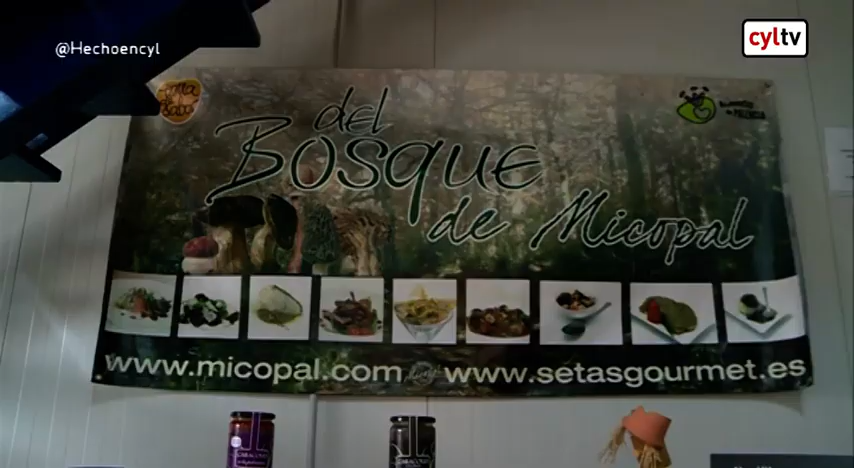 @Hechoencyl
cyltv
del
BOSQUE
de Micopal
www.micopal.com
www.setasgourmet.es